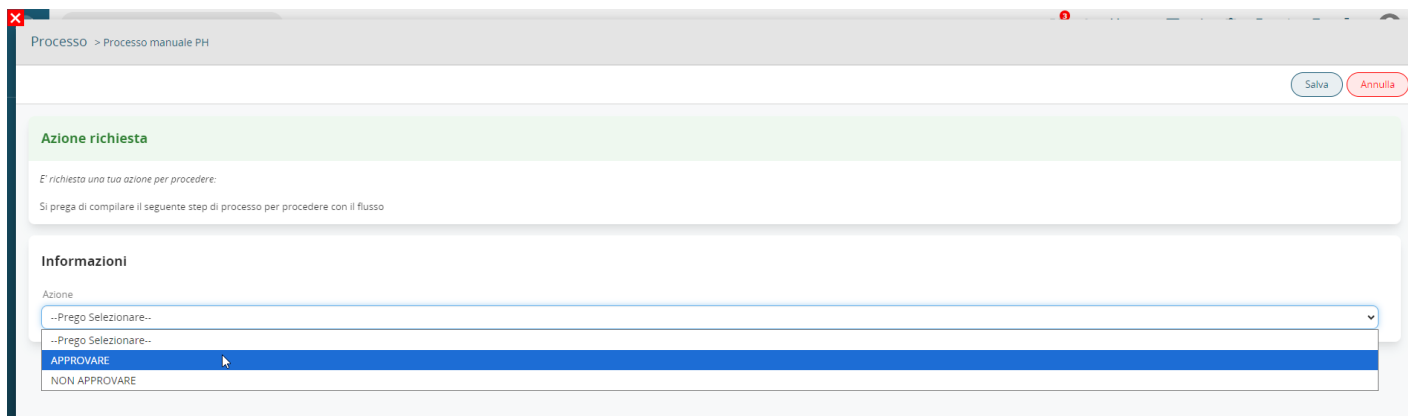 3
Processo > Processo manuale PH
Salva Annulla
Azione richiesta
E' richiesta una tua azione per procedere:
Si prega di compilare il seguente step di processo per procedere con il flusso
Informazioni
Azione
--Prego Selezionare--
--Prego Selezionare--
APPROVARE
NON APPROVARE